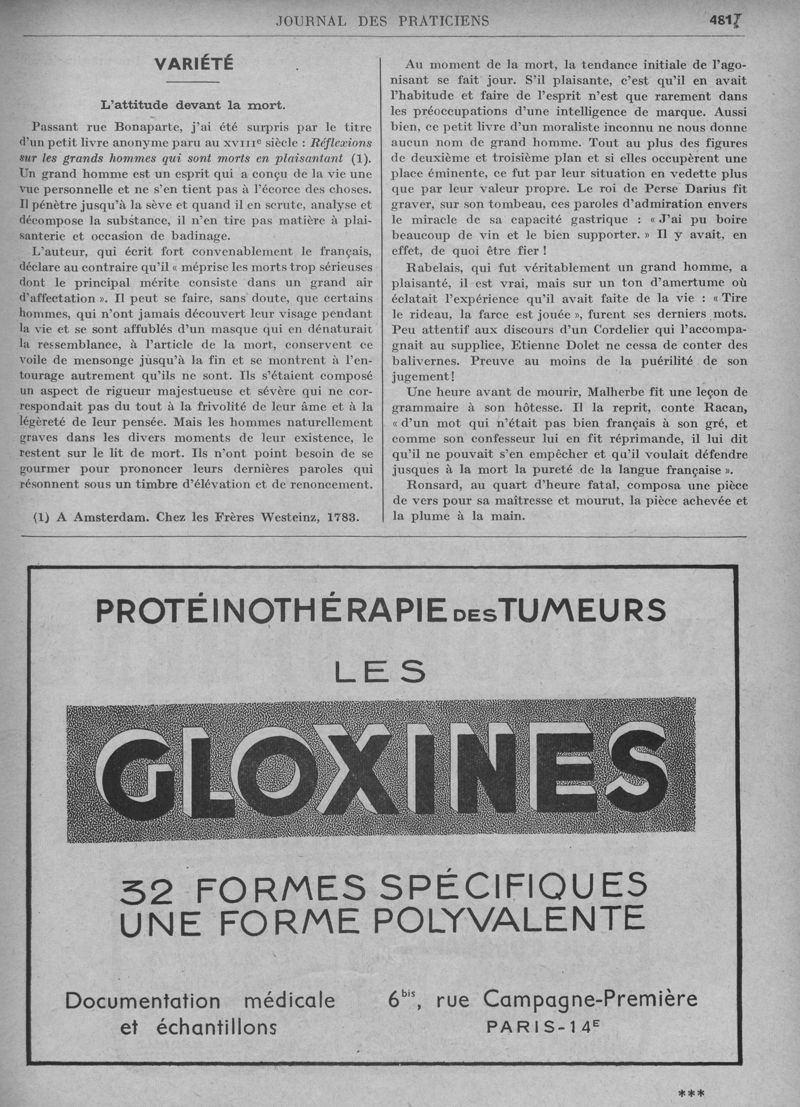 JOURNAL DES PRATICIENS 481
VARIÉTÉ
L'attitude devant la mort.
Passant rue Bonaparte, j'ai été surpris par le titre
d'un petit livre anonyme paru au XVIIIe siècle : Réflexions
sur les grands hommes qui sont morts en plaisantant (1).
Un grand homme est un esprit qui a conçu de la vie une
vue personnelle et ne s'en tient pas à l'écorce des choses.
Il pénètre jusqu'à la sève et quand il en scrute, analyse et
décompose la substance, il n'en tire pas matière à plai-
santerie et occasion de badinage.
L'auteur, qui écrit fort convenablement le français,
déclare au contraire qu'il « méprise les morts trop sérieuses
dont le principal mérite consiste dans un grand air
d'affectation ». Il peut se faire, sans doute, que certains
hommes, qui n'ont jamais découvert leur visage pendant
la vie et se sont affublés d'un masque qui en dénaturait
la ressemblance, à l'article de la mort, conservent ce
voile de mensonge jusqu'à la fin et se montrent à l'en-
tourage autrement qu'ils ne sont. Ils s'étaient composé
un aspect de rigueur majestueuse et sévère qui ne cor-
respondait pas du tout à la frivolité de leur âme et à la
légèreté de leur pensée. Mais les hommes naturellement
graves dans les divers moments de leur existence, le
restent sur le lit de mort. Ils n'ont point besoin de se
gourmer pour prononcer leurs dernières paroles qui
résonnent sous un timbre d'élévation et de renoncement.
(1) A Amsterdam. Chez les Frères Westeinz, 1783.
Au moment de la mort, la tendance initiale de l'ago-
nisant se fait jour. S'il plaisante, c'est qu'il en avait
l'habitude et faire de l'esprit n'est que rarement dans
les préoccupations d'une intelligence de marque. Aussi
bien, ce petit livre d'un moraliste inconnu ne nous donne
aucun nom de grand homme. Tout au plus des figures
de deuxième et troisième plan et si elles occupèrent une
place éminente, ce fut par leur situation en vedette plus
que par leur valeur propre. Le roi de Perse Darius fit
graver, sur son tombeau, ces paroles d'admiration envers
le miracle de sa capacité gastrique : « J'ai pu boire
beaucoup de vin et le bien supporter. » Il y avait, en
effet, de quoi être fier !
Rabelais, qui fut véritablement un grand homme, a
plaisanté, il est vrai, mais sur un ton d'amertume où
éclatait l'expérience qu'il avait faite de la vie : « Tire
le rideau, la farce est jouée », furent ses derniers mots.
Peu attentif aux discours d'un Cordelier qui l'accompa-
gnait au supplice, Etienne Dolet ne cessa de conter des
balivernes. Preuve au moins de la puérilité de son
jugement !
Une heure avant de mourir, Malherbe fit une leçon de
grammaire à son hôtesse. Il la reprit, conte Racan,
« d'un mot qui n'était pas bien français à son gré, et
comme son confesseur lui en fit réprimande, il lui dit
qu'il ne pouvait s'en empêcher et qu'il voulait défendre
jusques à la mort la pureté de la langue française ».
Ronsard, au quart d'heure fatal, composa une pièce
de vers pour sa maîtresse et mourut, la pièce achevée et
la plume à la main.
PROTÉINOTHÉRAPIE DES TUMEURS
LES
GLOXINES
32 FORMES SPÉCIFIQUES
UNE FORME POLYVALENTE
Documentation médicale
et échantillons
6bis, rue Campagne-Première
PARIS-14E
***